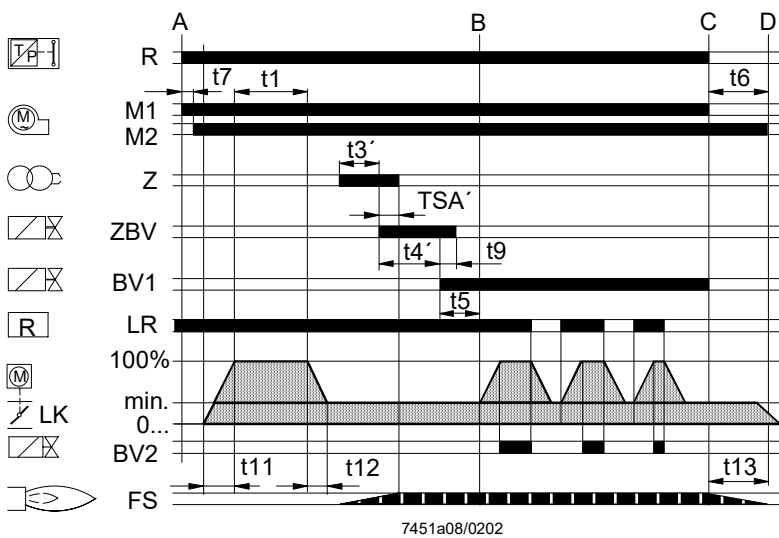 A B C D
T/P R
t7 t1 t6
M1
M M2
t3´
Z
TSA´
ZBV
t4´ t9
BV1
t5
R LR
100%
M
min.
LK
0...
BV2
t11 t12 t13
FS
7451a08/0202